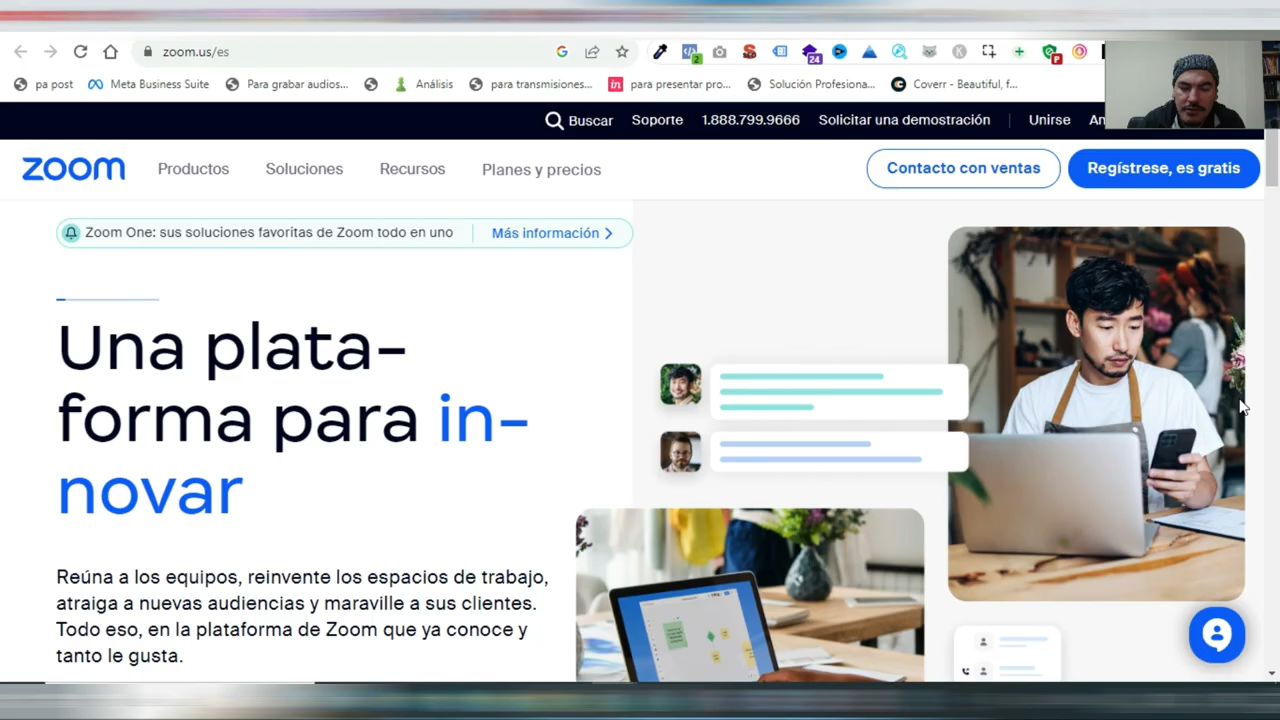 zoom.us/es
2
24
P
pa post
Meta Business Suite
Para grabar audios...
Análisis
para transmisiones...
in
para presentar pro...
Solución Profesiona...
Coverr - Beautiful, f...
Buscar
Soporte
1.888.799.9666
Solicitar una demostración
Unirse
An
zoom
Productos
Soluciones
Recursos
Planes y precios
Contacto con ventas
Regístrese, es gratis
Zoom One: sus soluciones favoritas de Zoom todo en uno
Más información
Una plata-
forma para in-
novar
Reúna a los equipos, reinvente los espacios de trabajo,
atraiga a nuevas audiencias y maraville a sus clientes.
Todo eso, en la plataforma de Zoom que ya conoce y
tanto le gusta.